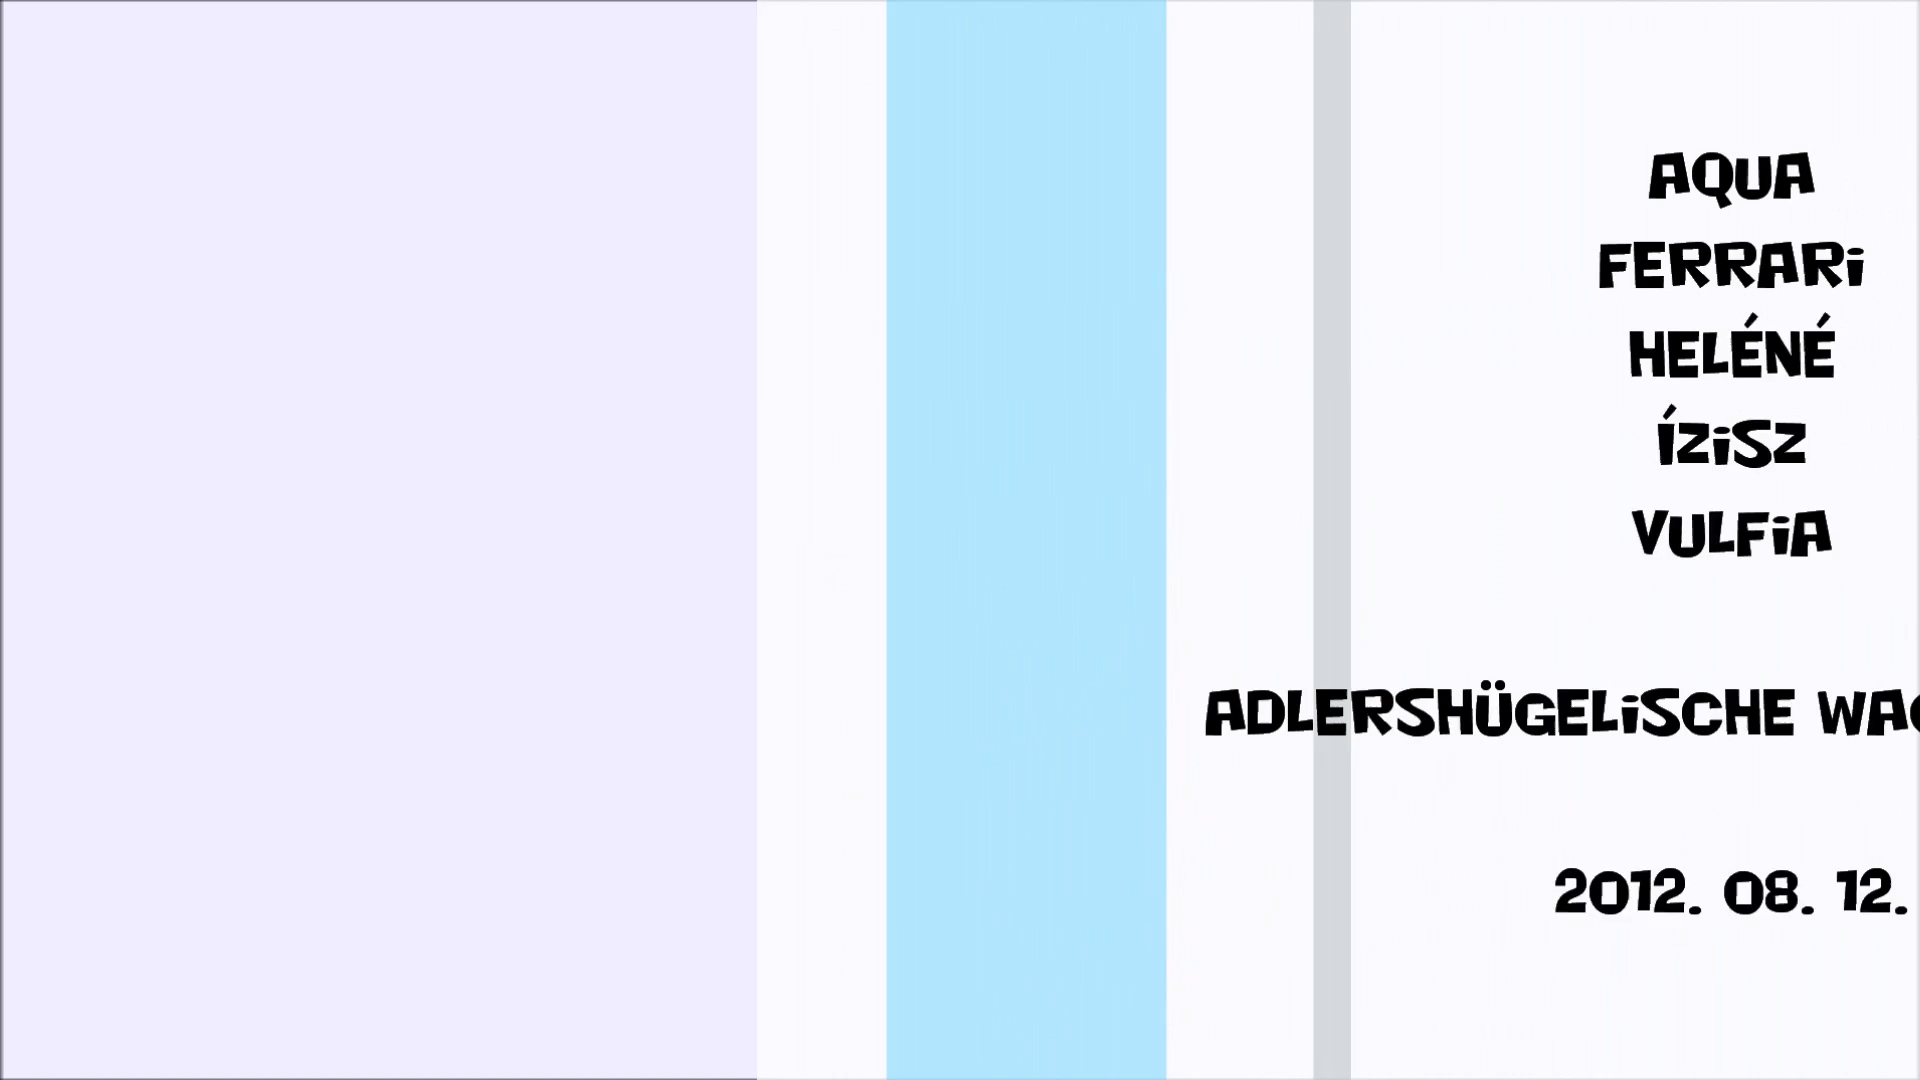 AQUA
FERRARi
HELÉNÉ
ÍZiSZ
VULFiA
ADLERSHÜGELiSCHE
2012. 08. 12.